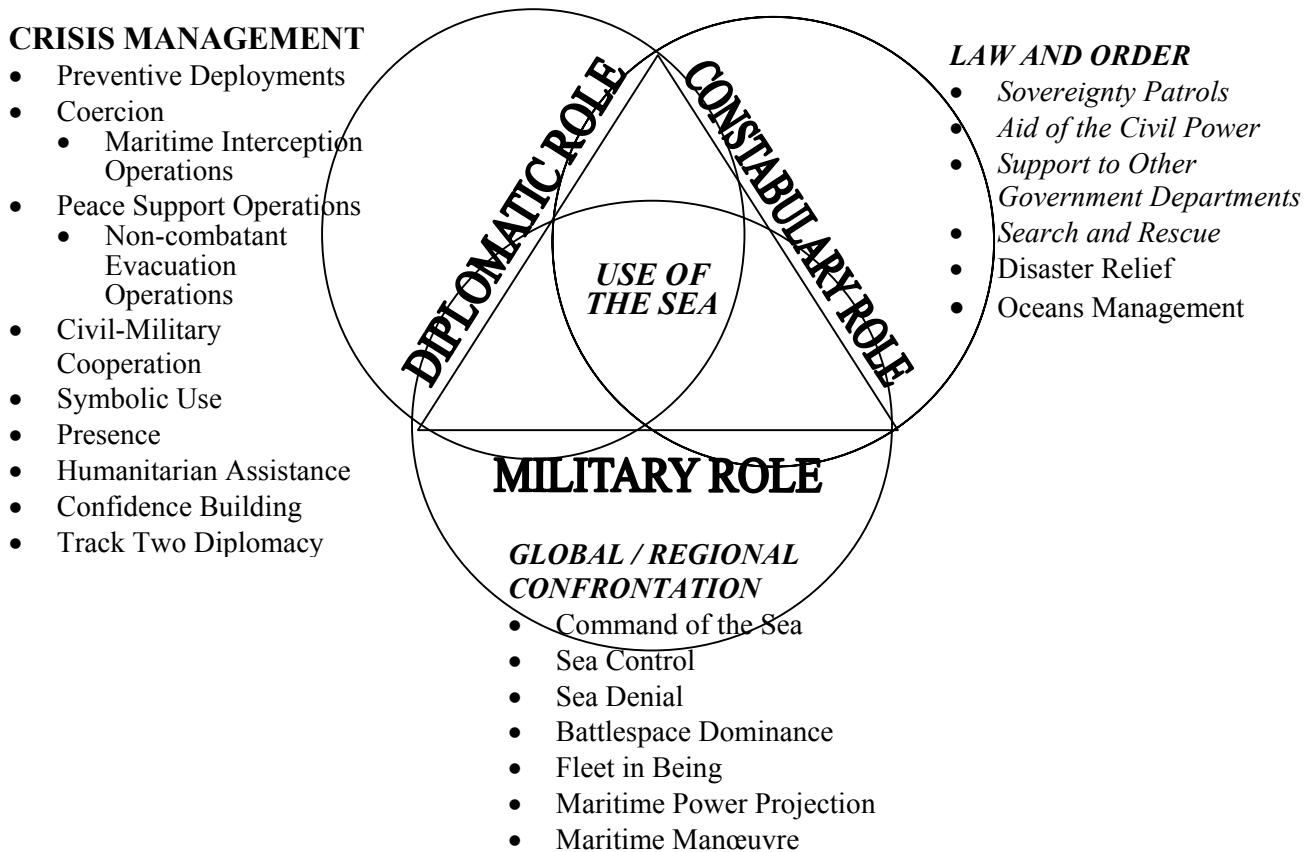 CRISIS MANAGEMENT
• Preventive Deployments
• Coercion
• Maritime Interception
Operations
• Peace Support Operations
• Non-combatant
Evacuation
Operations
• Civil-Military
Cooperation
• Symbolic Use
• Presence
• Humanitarian Assistance
• Confidence Building
• Track Two Diplomacy
DIPLOMATIC ROLE
CONSTABULARY ROLE
USE OF
THE SEA
MILITARY ROLE
LAW AND ORDER
• Sovereignty Patrols
• Aid of the Civil Power
• Support to Other
Government Departments
• Search and Rescue
• Disaster Relief
• Oceans Management
GLOBAL / REGIONAL
CONFRONTATION
• Command of the Sea
• Sea Control
• Sea Denial
• Battlespace Dominance
• Fleet in Being
• Maritime Power Projection
• Maritime Manœuvre